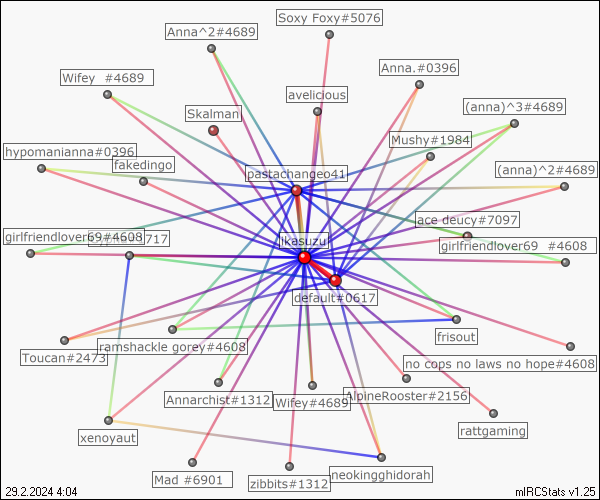 Soxy Foxy#5076
Anna^2#4689
Anna.#0396
Wifey  #4689
avelicious
(anna)^3#4689
Skalman
Mushy#1984
hypomanianna#0396
fakedingo
pastachangeo41
(anna)^2#4689
ace deucy#7097
girlfriendlover69#4608
717
ikasuzu
girlfriendlover69  #4608
default#0617
frisout
ramshackle gorey#4608
Toucan#2473
no cops no laws no hope#4608
Annarchist#1312
Wifey#4689
AlpineRooster#2156
rattgaming
xenoyaut
Mad #6901
zibbits#1312
neokingghidorah
29.2.2024 4:04
mIRCStats v1.25